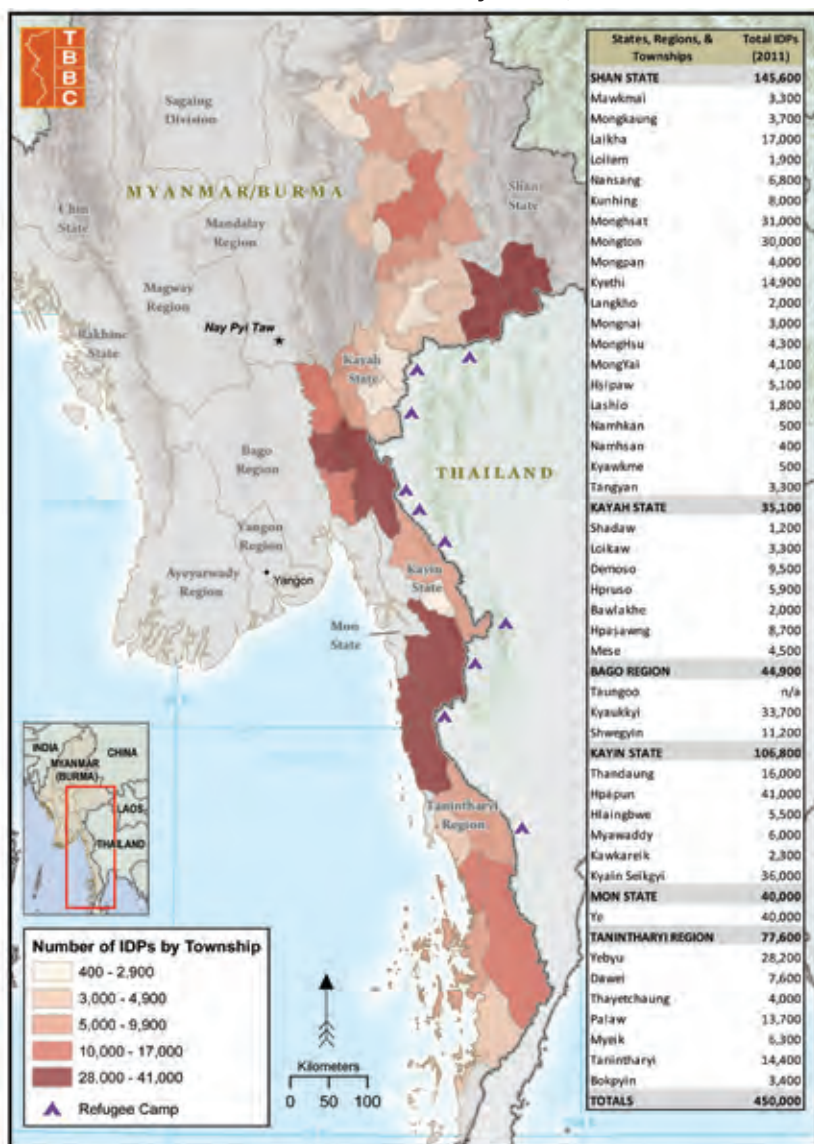 T
B
B
C
Sagaing
Division
MYANMAR/BURMA
Shan
State
Chin
State
Mandalay
Region
Magway
Region
Nay Pyi Taw
Rakhine
State
Kayah
State
Bago
Region
THAILAND
Yangon
Region
Ayeyarwady
Region
Yangon
Kayin
State
Mon
State
Tanintharyi
Region
INDIA
CHINA
MYANMAR
(BURMA)
LAOS
THAILAND
Number of IDPs by Township
400 - 2,900
3,000 - 4,900
5,000 - 9,900
10,000 - 17,000
28,000 - 41,000
Refugee Camp
Kilometers
0 50 100
States, Regions, & Townships Total IDPs (2011)
SHAN STATE 145,600
Mawkmai 3,300
Mongkaung 3,700
Laikha 17,000
Loilem 1,900
Nansang 6,800
Kunhing 8,000
Monghsat 31,000
Mongton 30,000
Mongpan 4,000
Kyethi 14,900
Langkho 2,000
Mongnai 3,000
MongHsu 4,300
MongYai 4,100
Hsipaw 5,100
Lashio 1,800
Namhkan 500
Namhsan 400
Kyawkme 500
Tangyan 3,300
KAYAH STATE 35,100
Shadaw 1,200
Loikaw 3,300
Demoso 9,500
Hpruso 5,900
Bawlakhe 2,000
Hpasawng 8,700
Mese 4,500
BAGO REGION 44,900
Taungoo n/a
Kyaukkyi 33,700
Shwegyin 11,200
KAYIN STATE 106,800
Thandaung 16,000
Hpapun 41,000
Hlaingbwe 5,500
Myawaddy 6,000
Kawkareik 2,300
Kyain Seikgyi 36,000
MON STATE 40,000
Ye 40,000
TANINTHARYI REGION 77,600
Yebyu 28,200
Dawei 7,600
Thayetchaung 4,000
Palaw 13,700
Myeik 6,300
Tanintharyi 14,400
Bokpyin 3,400
TOTALS 450,000